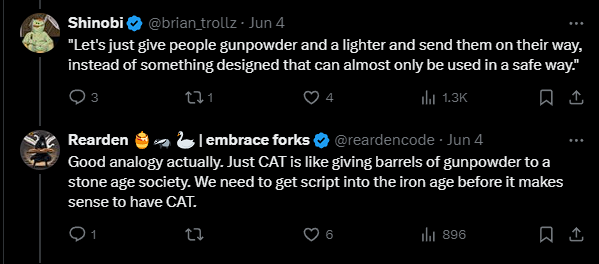 Shinobi @brian_trollz · Jun 4
"Let's just give people gunpowder and a lighter and send them on their way,
instead of something designed that can almost only be used in a safe way."
3 1 4 1.3K
Rearden | embrace forks @reardencode · Jun 4
Good analogy actually. Just CAT is like giving barrels of gunpowder to a
stone age society. We need to get script into the iron age before it makes
sense to have CAT.
1 6 896